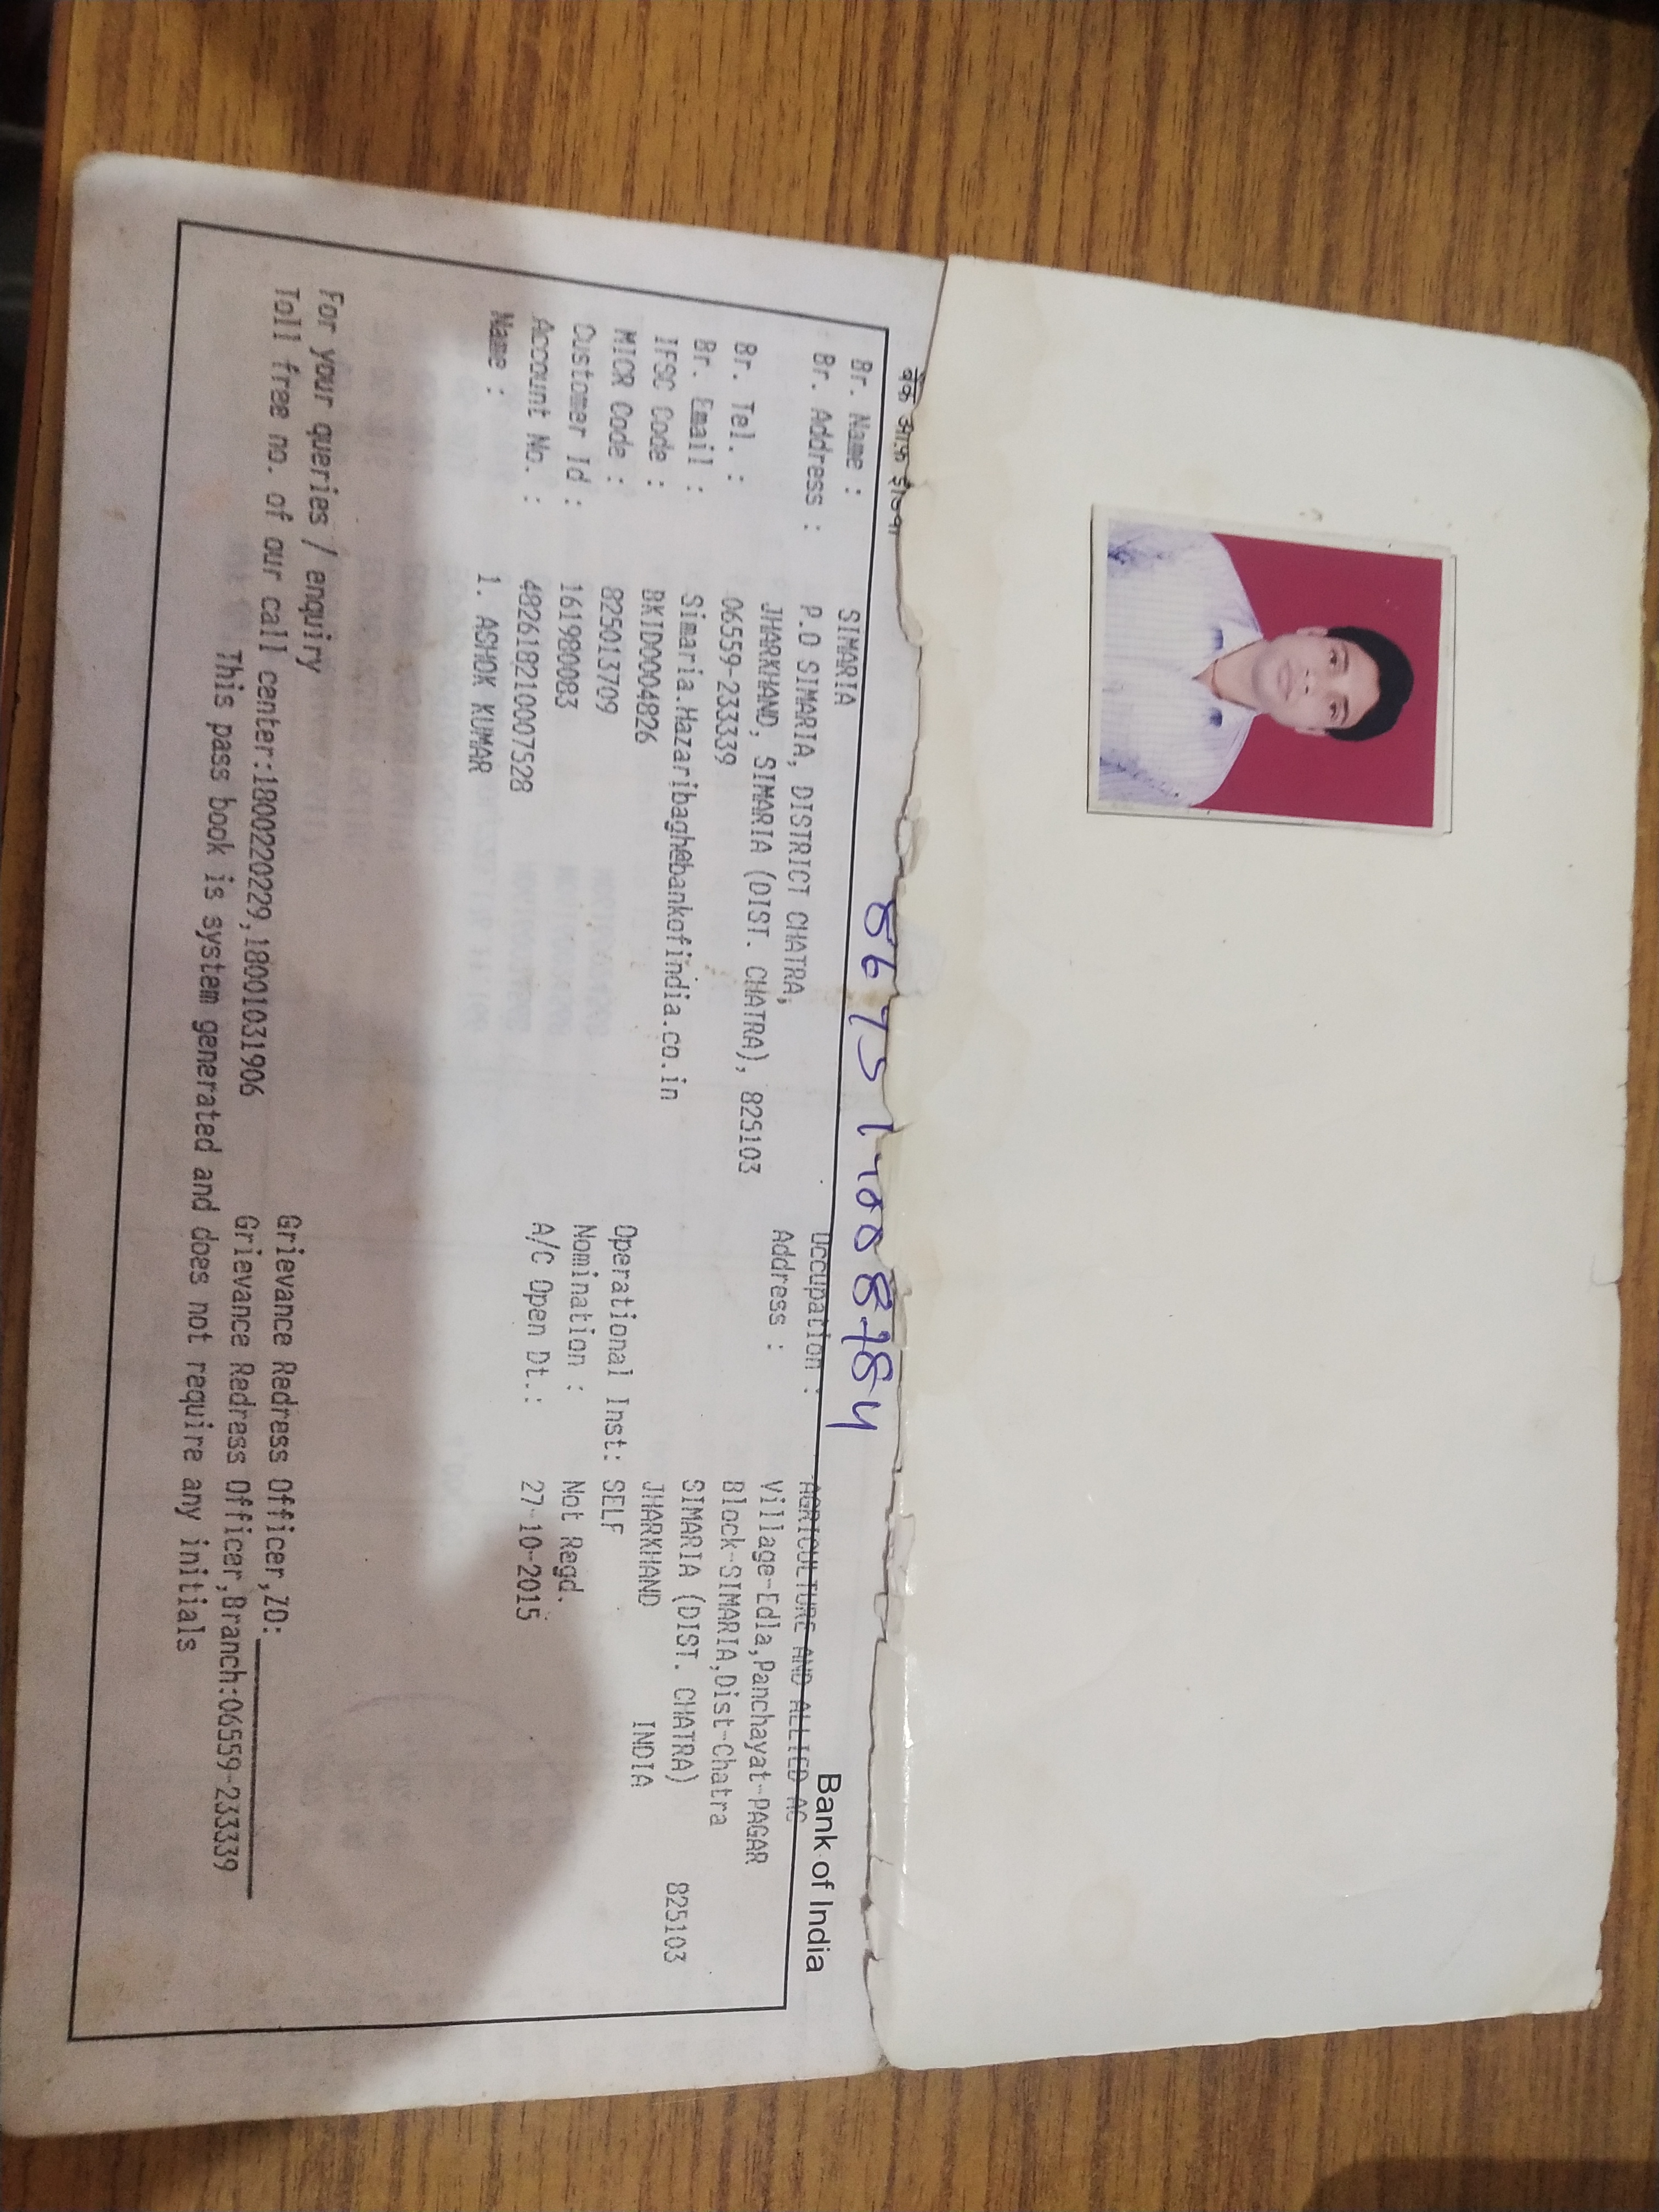 बैंक ऑफ़ इंडिया
Bank of India
Br. Name : SIMARIA
Br. Address : P.O SIMARIA, DISTRICT CHATRA,
JHARKHAND, SIMARIA (DIST. CHATRA), 825103
Br. Tel. : 06559-233339
Br. Email : Simaria.Hazaribagh@bankofindia.co.in
IFSC Code : BKID0004826
MICR Code : 825013709
Customer Id : 161980083
Account No. : 482618210007528
Name : 1. ASHOK KUMAR
Occupation : AGRICULTURE AND ALLIED AC
Address : Village-Edla,Panchayat-PAGAR
Block-SIMARIA,Dist-Chatra
SIMARIA (DIST. CHATRA) 825103
JHARKHAND INDIA
Operational Inst: SELF
Nomination : Not Regd.
A/C Open Dt.: 27-10-2015
For your queries / enquiry
Toll free no. of our call center:1800220229,18001031906
Grievance Redress Officer,ZO:
Grievance Redress Officer,Branch:06559-233339
This pass book is system generated and does not require any initials